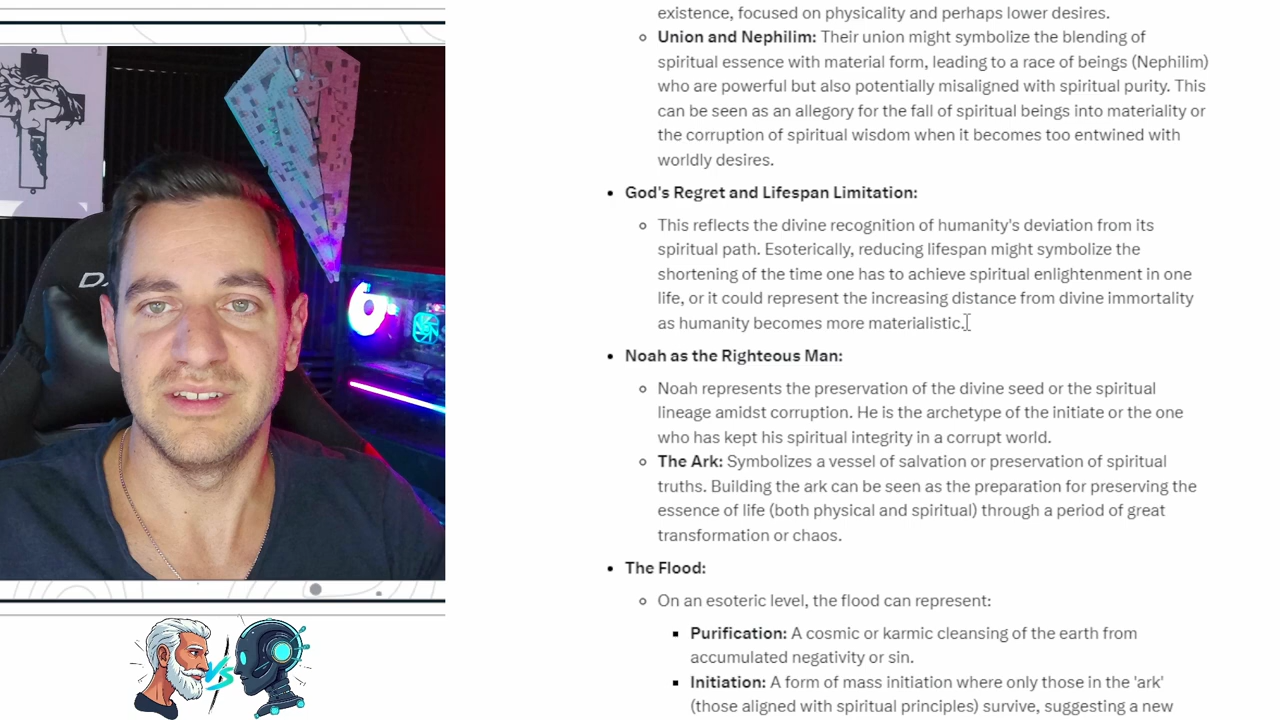 existence, focused on physicality and perhaps lower desires.
Union and Nephilim: Their union might symbolize the blending of
spiritual essence with material form, leading to a race of beings (Nephilim)
who are powerful but also potentially misaligned with spiritual purity. This
can be seen as an allegory for the fall of spiritual beings into materiality or
the corruption of spiritual wisdom when it becomes too entwined with
worldly desires.
God's Regret and Lifespan Limitation:
This reflects the divine recognition of humanity's deviation from its
spiritual path. Esoterically, reducing lifespan might symbolize the
shortening of the time one has to achieve spiritual enlightenment in one
life, or it could represent the increasing distance from divine immortality
as humanity becomes more materialistic.
Noah as the Righteous Man:
Noah represents the preservation of the divine seed or the spiritual
lineage amidst corruption. He is the archetype of the initiate or the one
who has kept his spiritual integrity in a corrupt world.
The Ark: Symbolizes a vessel of salvation or preservation of spiritual
truths. Building the ark can be seen as the preparation for preserving the
essence of life (both physical and spiritual) through a period of great
transformation or chaos.
The Flood:
On an esoteric level, the flood can represent:
Purification: A cosmic or karmic cleansing of the earth from
accumulated negativity or sin.
Initiation: A form of mass initiation where only those in the 'ark'
(those aligned with spiritual principles) survive, suggesting a new
VS